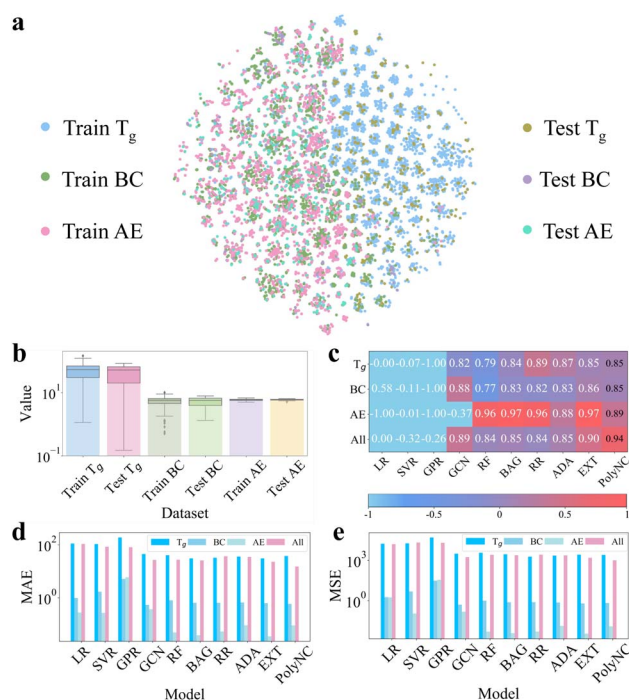 a
Train Tg
Train BC
Train AE
Test Tg
Test BC
Test AE
b
Value
10¹
10⁻¹
Train Tg
Test Tg
Train BC
Test BC
Train AE
Test AE
Dataset
c
Tg -0.00 -0.07 -1.00 0.82 0.79 0.84 0.89 0.87 0.85 0.85
BC 0.58 -0.11 -1.00 0.88 0.77 0.83 0.82 0.83 0.86 0.85
AE -1.00 -0.01 -1.00 -0.37 0.96 0.97 0.96 0.88 0.97 0.89
All 0.00 -0.32 -0.26 0.89 0.84 0.85 0.84 0.85 0.90 0.94
LR SVR GPR GCN RF BAG RR ADA EXT PolyNC
-1 0 1
d
Tg BC AE All
MAE
10²
10⁰
LR SVR GPR GCN RF BAG RR ADA EXT PolyNC
Model
e
Tg BC AE All
MSE
10³
10⁰
LR SVR GPR GCN RF BAG RR ADA EXT PolyNC
Model